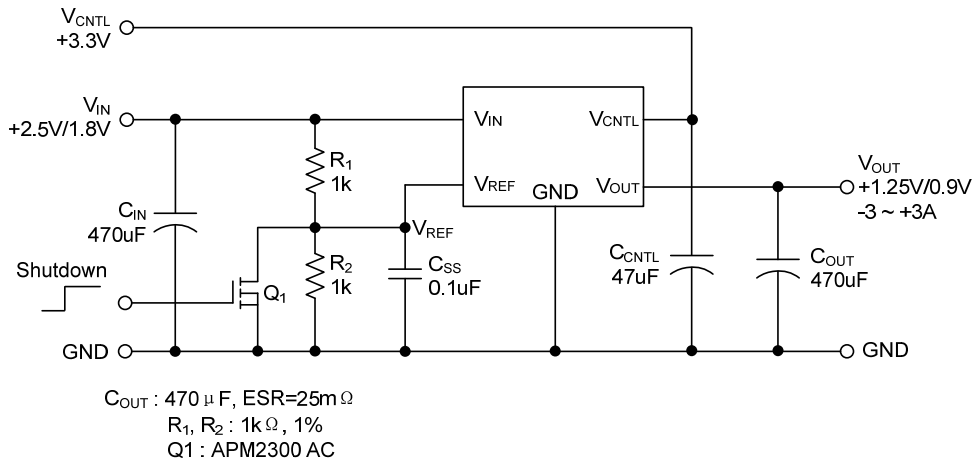 VCNTL
+3.3V
VIN
+2.5V/1.8V
VIN
VCNTL
VREF
GND
VOUT
R1
1k
VOUT
+1.25V/0.9V
-3 ~ +3A
CIN
470uF
VREF
Shutdown
Q1
R2
1k
CSS
0.1uF
CCNTL
47uF
COUT
470uF
GND
GND
COUT : 470μF, ESR=25mΩ
R1, R2 : 1kΩ, 1%
Q1 : APM2300 AC